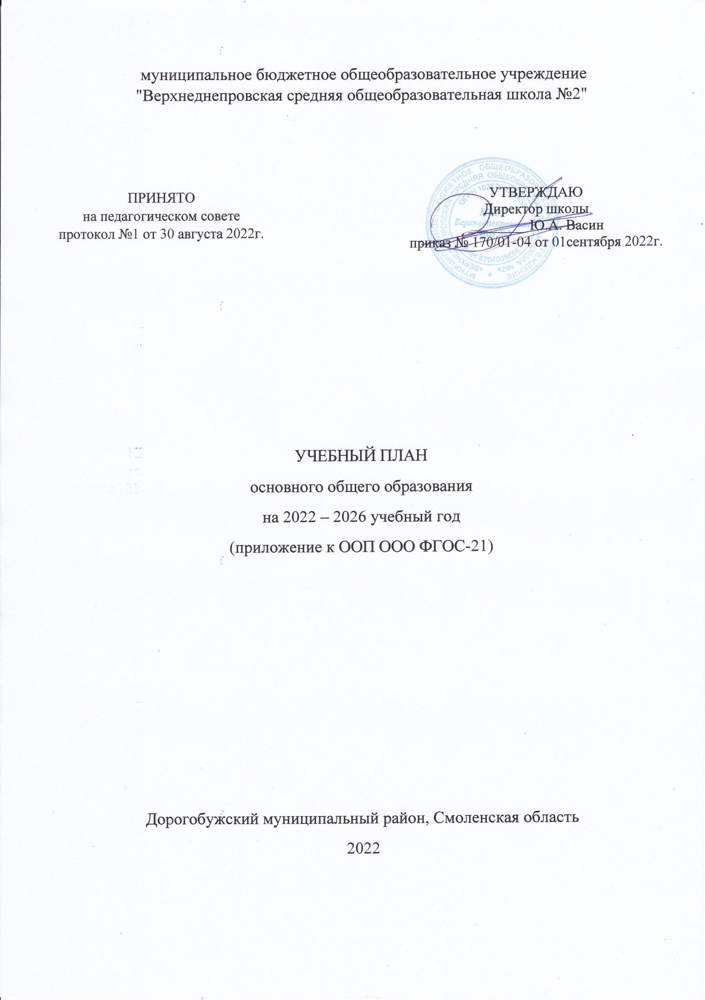 муниципальное бюджетное общеобразовательное учреждение
"Верхнеднепровская средняя общеобразовательная школа №2"
ПРИНЯТО
на педагогическом совете
протокол №1 от 30 августа 2022г.
УТВЕРЖДАЮ
Директор школы
Ю.А. Васин
приказ № 170/01-04 от 01сентября 2022г.
ИНН 6704006666
УЧЕБНЫЙ ПЛАН
основного общего образования
на 2022 – 2026 учебный год
(приложение к ООП ООО ФГОС-21)
Дорогобужский муниципальный район, Смоленская область
2022